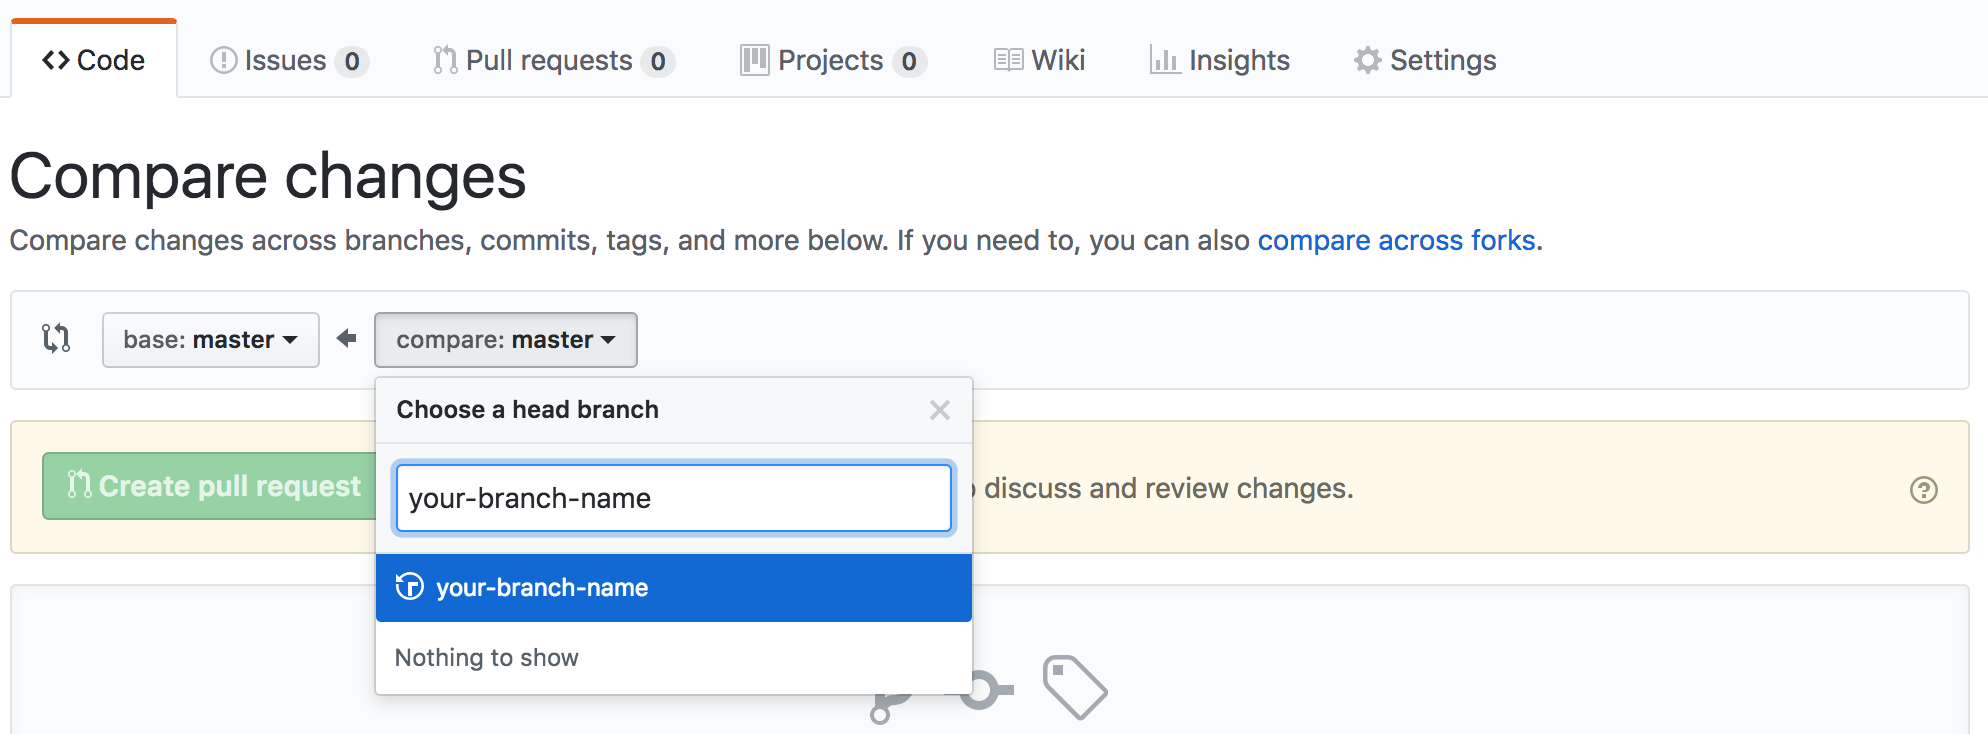 Code Issues 0 Pull requests 0 Projects 0 Wiki Insights Settings
Compare changes
Compare changes across branches, commits, tags, and more below. If you need to, you can also compare across forks.
base: master compare: master
Choose a head branch
Create pull request discuss and review changes.
your-branch-name
your-branch-name
Nothing to show